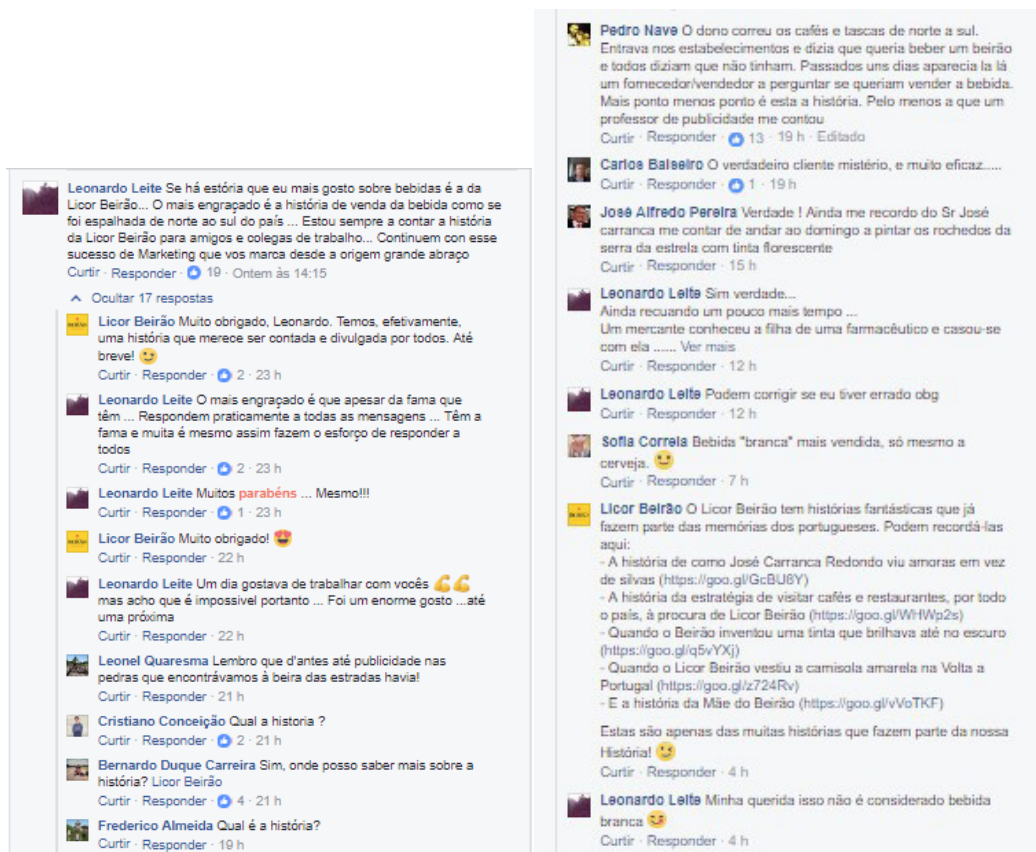 Leonardo Leite Se há estória que eu mais gosto sobre bebidas é a da
Licor Beirão... O mais engraçado é a história de venda da bebida como se
foi espalhada de norte ao sul do país ... Estou sempre a contar a história
da Licor Beirão para amigos e colegas de trabalho... Continuem con esse
sucesso de Marketing que vos marca desde a origem grande abraço
Curtir · Responder · 19 · Ontem às 14:15
Ocultar 17 respostas
Licor Beirão Muito obrigado, Leonardo. Temos, efetivamente,
uma história que merece ser contada e divulgada por todos. Até
breve!
Curtir · Responder · 2 · 23 h
Leonardo Leite O mais engraçado é que apesar da fama que
têm ... Respondem praticamente a todas as mensagens ... Têm a
fama e muita é mesmo assim fazem o esforço de responder a
todos
Curtir · Responder · 2 · 23 h
Leonardo Leite Muitos parabéns ... Mesmo!!!
Curtir · Responder · 1 · 23 h
Licor Beirão Muito obrigado!
Curtir · Responder · 22 h
Leonardo Leite Um dia gostava de trabalhar com vocês
mas acho que é impossivel portanto ... Foi um enorme gosto ...até
uma próxima
Curtir · Responder · 22 h
Leonel Quaresma Lembro que d'antes até publicidade nas
pedras que encontrávamos à beira das estradas havia!
Curtir · Responder · 21 h
Cristiano Conceição Qual a historia ?
Curtir · Responder · 2 · 21 h
Bernardo Duque Carreira Sim, onde posso saber mais sobre a
história? Licor Beirão
Curtir · Responder · 4 · 21 h
Frederico Almeida Qual é a história?
Curtir · Responder · 19 h
Pedro Nave O dono correu os cafés e tascas de norte a sul.
Entrava nos estabelecimentos e dizia que queria beber um beirão
e todos diziam que não tinham. Passados uns dias aparecia la lá
um fornecedor/vendedor a perguntar se queriam vender a bebida.
Mais ponto menos ponto é esta a história. Pelo menos a que um
professor de publicidade me contou
Curtir · Responder · 13 · 19 h · Editado
Carlos Balseiro O verdadeiro cliente mistério, e muito eficaz.....
Curtir · Responder · 1 · 19 h
José Alfredo Pereira Verdade ! Ainda me recordo do Sr José
carranca me contar de andar ao domingo a pintar os rochedos da
serra da estrela com tinta florescente
Curtir · Responder · 15 h
Leonardo Leite Sim verdade...
Ainda recuando um pouco mais tempo ...
Um mercante conheceu a filha de uma farmacêutico e casou-se
com ela ...... Ver mais
Curtir · Responder · 12 h
Leonardo Leite Podem corrigir se eu tiver errado obg
Curtir · Responder · 12 h
Sofia Correia Bebida "branca" mais vendida, só mesmo a
cerveja.
Curtir · Responder · 7 h
Licor Beirão O Licor Beirão tem histórias fantásticas que já
fazem parte das memórias dos portugueses. Podem recordá-las
aqui:
- A história de como José Carranca Redondo viu amoras em vez
de silvas (https://goo.gl/GcBU8Y)
- A história da estratégia de visitar cafés e restaurantes, por todo
o país, à procura de Licor Beirão (https://goo.gl/WHWp2s)
- Quando o Beirão inventou uma tinta que brilhava até no escuro
(https://goo.gl/q5vYXj)
- Quando o Licor Beirão vestiu a camisola amarela na Volta a
Portugal (https://goo.gl/z724Rv)
- E a história da Mãe do Beirão (https://goo.gl/vVoTKF)
Estas são apenas das muitas histórias que fazem parte da nossa
História!
Curtir · Responder · 4 h
Leonardo Leite Minha querida isso não é considerado bebida
branca
Curtir · Responder · 4 h